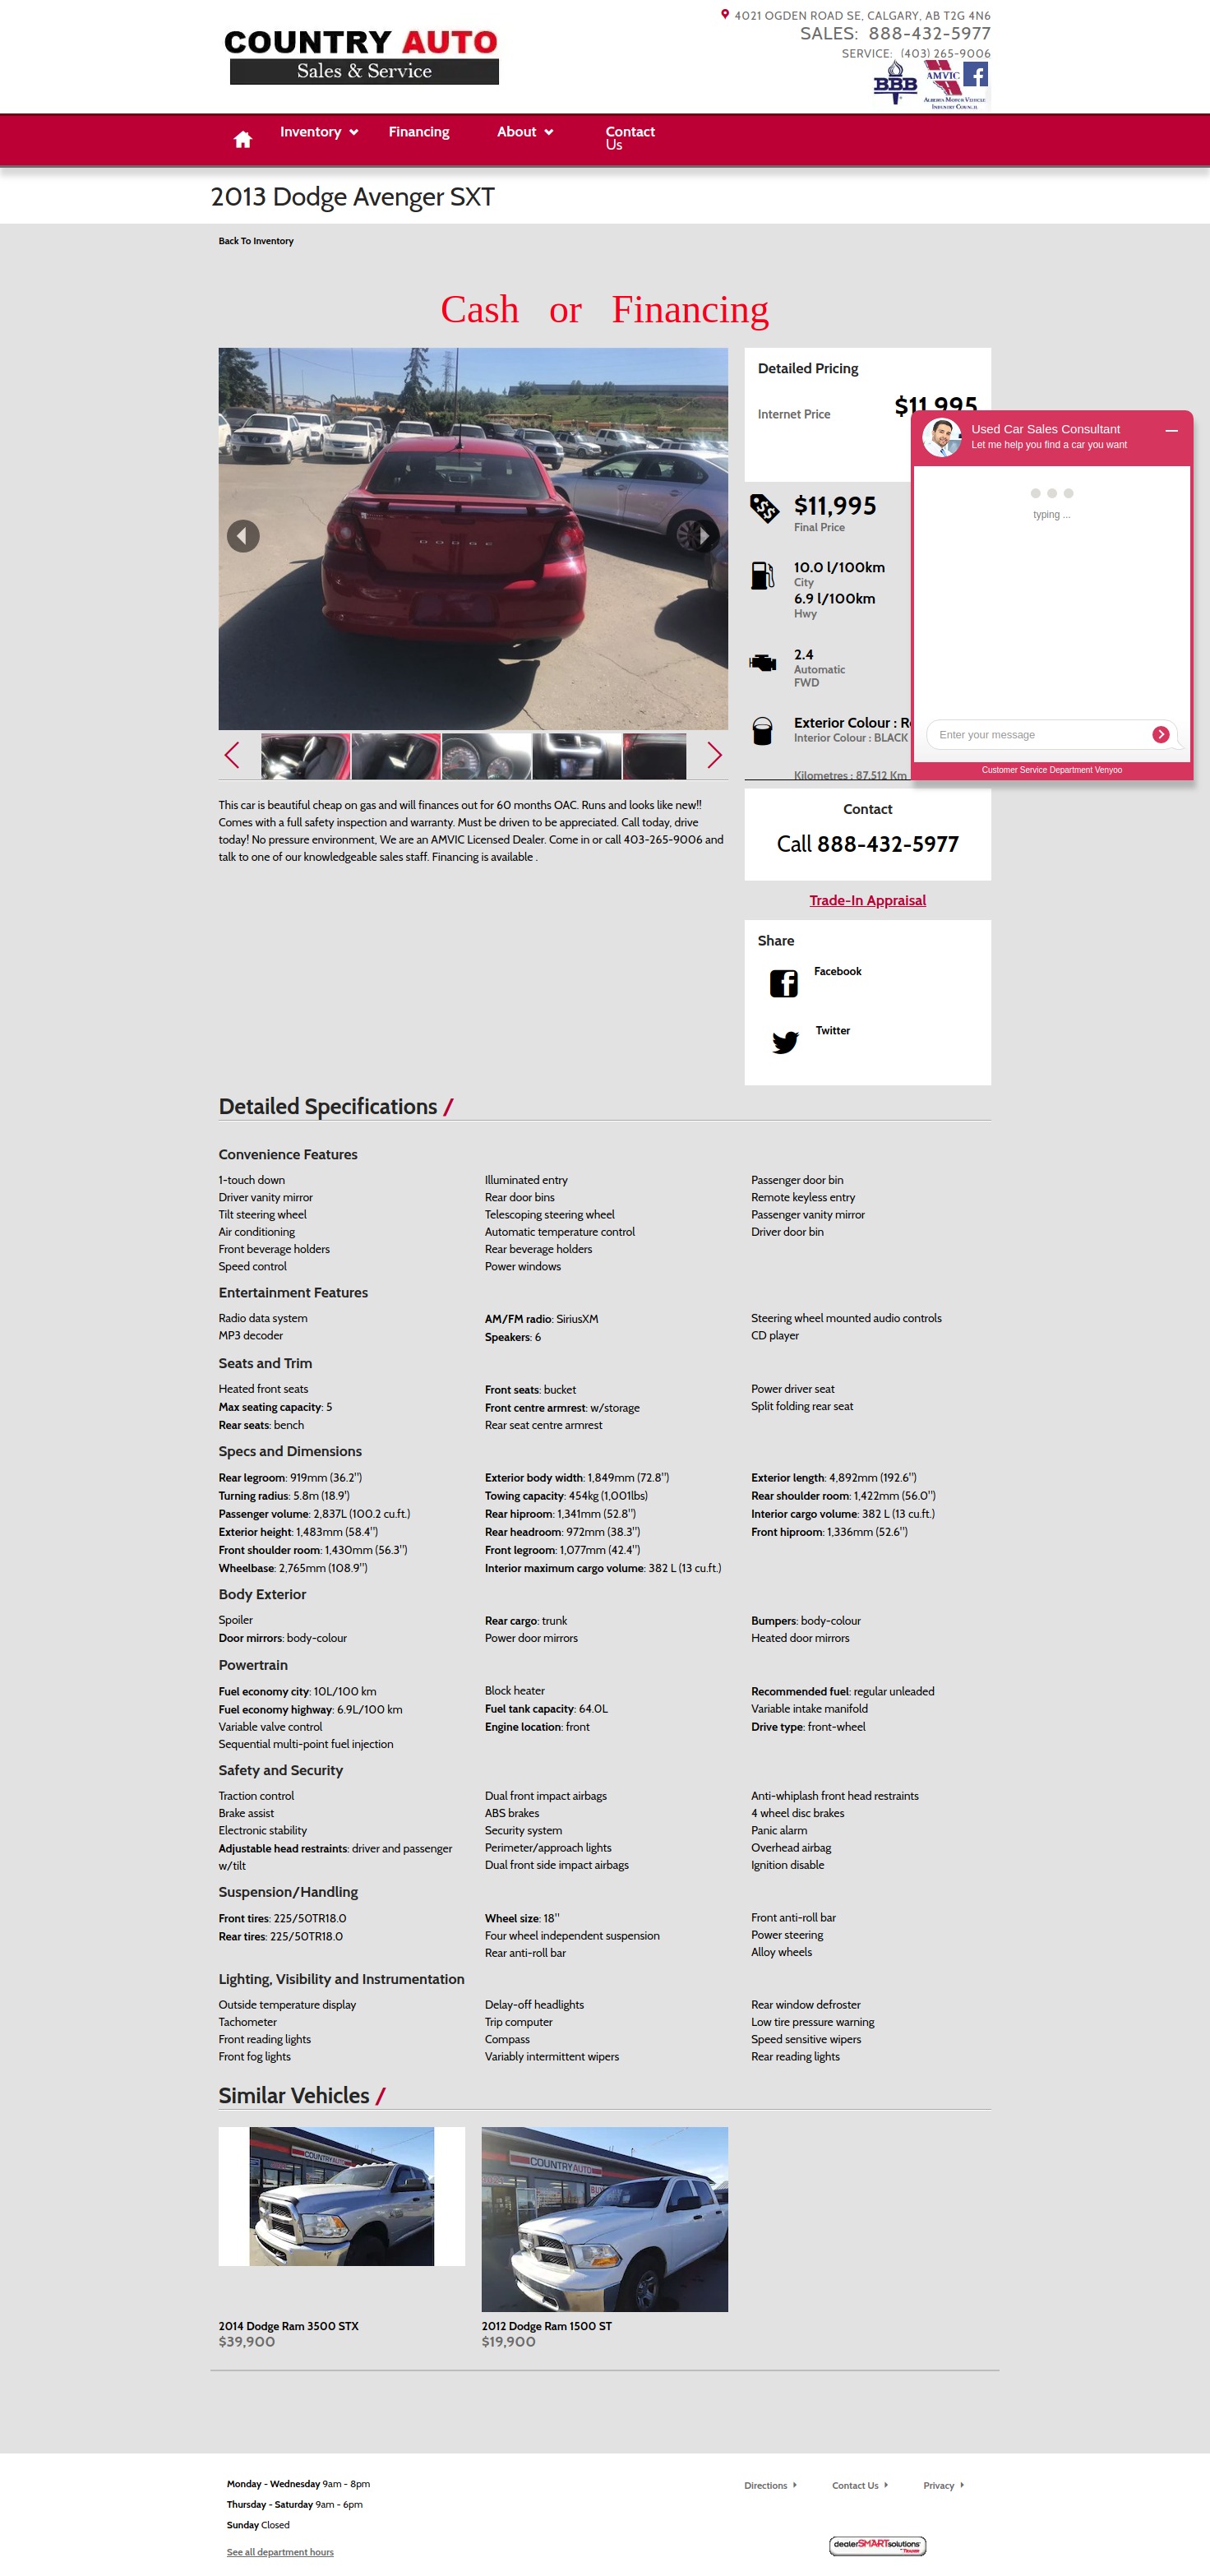 4021 OGDEN ROAD SE, CALGARY, AB T2G 4N6
SALES: 888-432-5977
SERVICE: (403) 265-9006
COUNTRY AUTO
Sales & Service
BBB
AMVIC
ALBERTA MOTOR VEHICLE
INDUSTRY COUNCIL
Inventory
Financing
About
Contact
Us
2013 Dodge Avenger SXT
Back To Inventory
Cash or Financing
DODGE
Detailed Pricing
Internet Price
$11,995
$11,995
Final Price
10.0 l/100km
City
6.9 l/100km
Hwy
2.4
Automatic
FWD
Exterior Colour :
Interior Colour : BLACK
Kilometres : 87,512 Km
Used Car Sales Consultant
Let me help you find a car you want
typing ...
Enter your message
Customer Service Department Venyoo
This car is beautiful cheap on gas and will finances out for 60 months OAC. Runs and looks like new!!
Comes with a full safety inspection and warranty. Must be driven to be appreciated. Call today, drive
today! No pressure environment, We are an AMVIC Licensed Dealer. Come in or call 403-265-9006 and
talk to one of our knowledgeable sales staff. Financing is available .
Contact
Call 888-432-5977
Trade-In Appraisal
Share
Facebook
Twitter
Detailed Specifications /
Convenience Features
1-touch down
Driver vanity mirror
Tilt steering wheel
Air conditioning
Front beverage holders
Speed control
Illuminated entry
Rear door bins
Telescoping steering wheel
Automatic temperature control
Rear beverage holders
Power windows
Passenger door bin
Remote keyless entry
Passenger vanity mirror
Driver door bin
Entertainment Features
Radio data system
MP3 decoder
AM/FM radio: SiriusXM
Speakers: 6
Steering wheel mounted audio controls
CD player
Seats and Trim
Heated front seats
Max seating capacity: 5
Rear seats: bench
Front seats: bucket
Front centre armrest: w/storage
Rear seat centre armrest
Power driver seat
Split folding rear seat
Specs and Dimensions
Rear legroom: 919mm (36.2")
Turning radius: 5.8m (18.9')
Passenger volume: 2,837L (100.2 cu.ft.)
Exterior height: 1,483mm (58.4")
Front shoulder room: 1,430mm (56.3")
Wheelbase: 2,765mm (108.9")
Exterior body width: 1,849mm (72.8")
Towing capacity: 454kg (1,001lbs)
Rear hiproom: 1,341mm (52.8")
Rear headroom: 972mm (38.3")
Front legroom: 1,077mm (42.4")
Interior maximum cargo volume: 382 L (13 cu.ft.)
Exterior length: 4,892mm (192.6")
Rear shoulder room: 1,422mm (56.0")
Interior cargo volume: 382 L (13 cu.ft.)
Front hiproom: 1,336mm (52.6")
Body Exterior
Spoiler
Door mirrors: body-colour
Rear cargo: trunk
Power door mirrors
Bumpers: body-colour
Heated door mirrors
Powertrain
Fuel economy city: 10L/100 km
Fuel economy highway: 6.9L/100 km
Variable valve control
Sequential multi-point fuel injection
Block heater
Fuel tank capacity: 64.0L
Engine location: front
Recommended fuel: regular unleaded
Variable intake manifold
Drive type: front-wheel
Safety and Security
Traction control
Brake assist
Electronic stability
Adjustable head restraints: driver and passenger
w/tilt
Dual front impact airbags
ABS brakes
Security system
Perimeter/approach lights
Dual front side impact airbags
Anti-whiplash front head restraints
4 wheel disc brakes
Panic alarm
Overhead airbag
Ignition disable
Suspension/Handling
Front tires: 225/50TR18.0
Rear tires: 225/50TR18.0
Wheel size: 18"
Four wheel independent suspension
Rear anti-roll bar
Front anti-roll bar
Power steering
Alloy wheels
Lighting, Visibility and Instrumentation
Outside temperature display
Tachometer
Front reading lights
Front fog lights
Delay-off headlights
Trip computer
Compass
Variably intermittent wipers
Rear window defroster
Low tire pressure warning
Speed sensitive wipers
Rear reading lights
Similar Vehicles /
COUNTRY AUTO
COUNTRY AUTO
2014 Dodge Ram 3500 STX
$39,900
2012 Dodge Ram 1500 ST
$19,900
Monday - Wednesday 9am - 8pm
Thursday - Saturday 9am - 6pm
Sunday Closed
See all department hours
Directions
Contact Us
Privacy
dealerSMARTsolutions